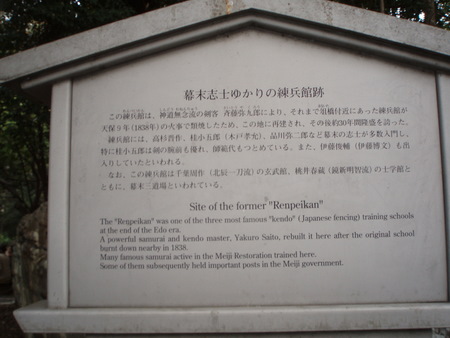 幕末志士ゆかりの練兵館跡
この練兵館は、神道無念流の剣客 斉藤弥九郎により、それまで俎橋付近にあった練兵館が
天保9年(1838年)の火事で類焼したため、この地に再建され、その後約30年間隆盛を誇った。
練兵館には、高杉晋作、桂小五郎(木戸孝允)、品川弥二郎など幕末の志士が多数入門し、
特に桂小五郎は剣の腕前も優れ、師範代もつとめている。また、伊藤俊輔(伊藤博文)も出
入りしていたといわれる。
なお、この練兵館は千葉周作(北辰一刀流)の玄武館、桃井春蔵(鏡新明智流)の士学館と
ともに、幕末三道場といわれている。
Site of the former "Renpeikan"
The "Renpeikan" was one of the three most famous "kendo" (Japanese fencing) training schools
at the end of the Edo era.
A powerful samurai and kendo master, Yakuro Saito, rebuilt it here after the original school
burnt down nearby in 1838.
Many famous samurai active in the Meiji Restoration trained here.
Some of them subsequently held important posts in the Meiji government.